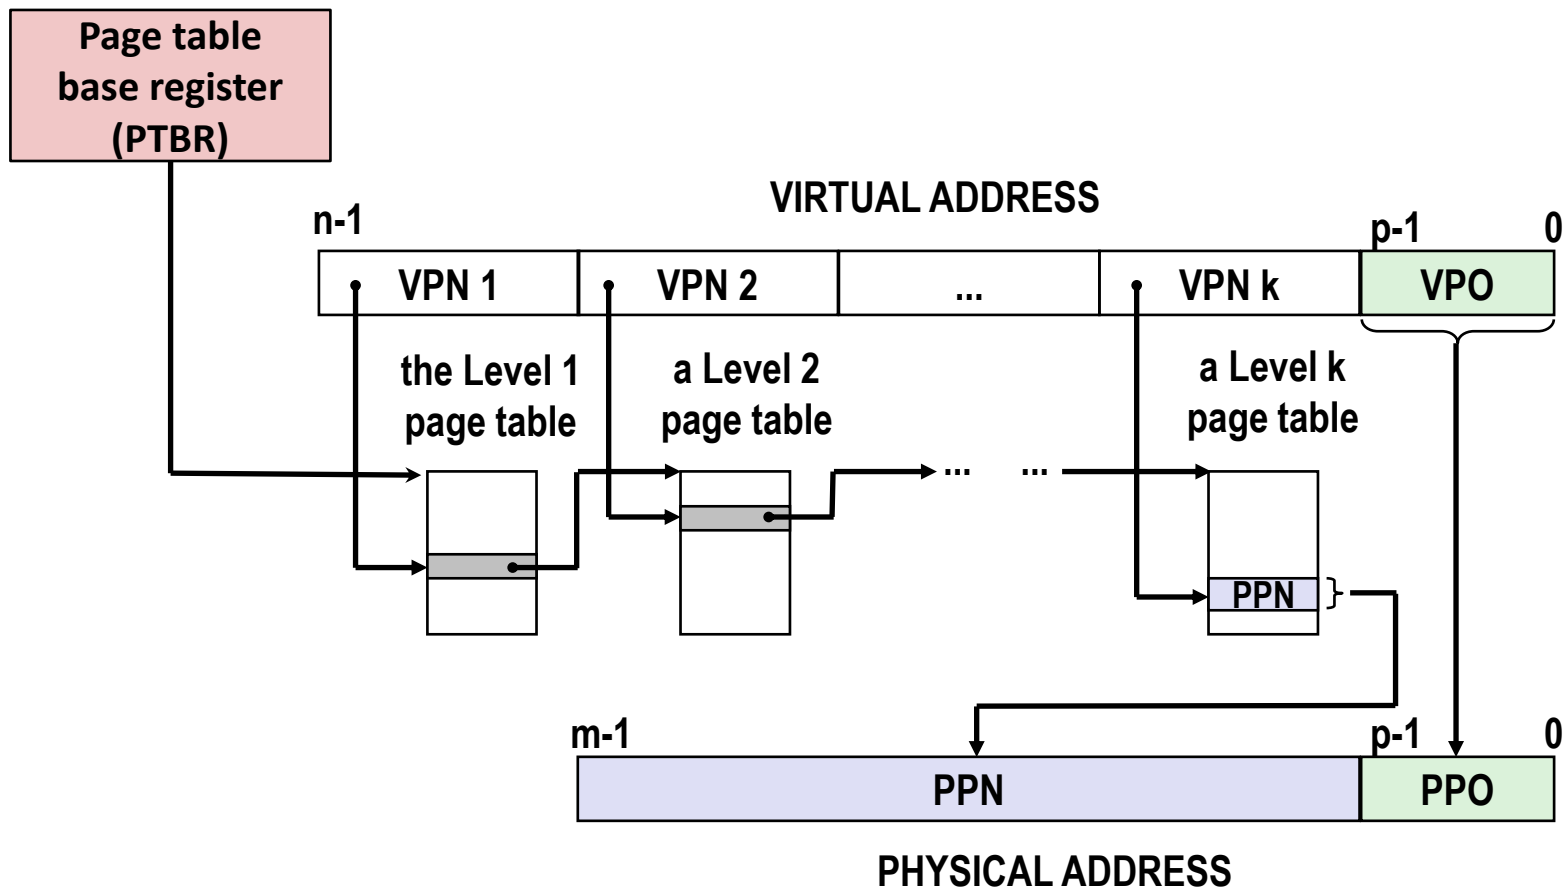 Page table
base register
(PTBR)
VIRTUAL ADDRESS
n-1 p-1 0
VPN 1 VPN 2 ... VPN k VPO
the Level 1
page table
a Level 2
page table
a Level k
page table
... ...
PPN
m-1 p-1 0
PPN PPO
PHYSICAL ADDRESS